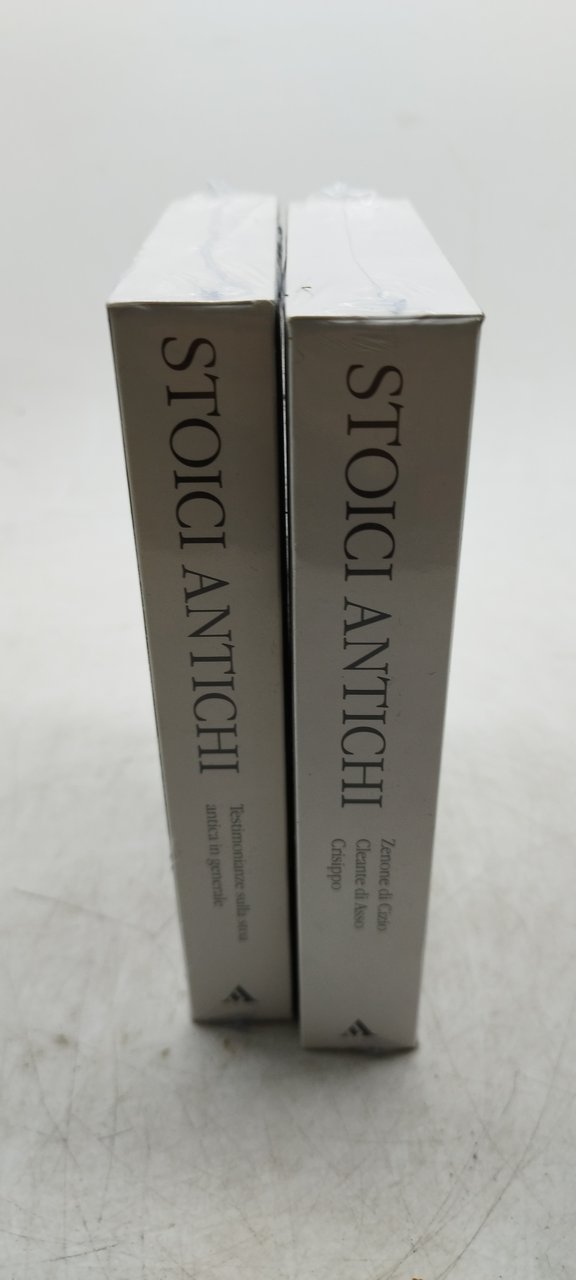 STOICI ANTICHI
Testimonianze sulla stoa
antica in generale
STOICI ANTICHI
Zenone di Cizio
Cleante di Asso
Crisippo